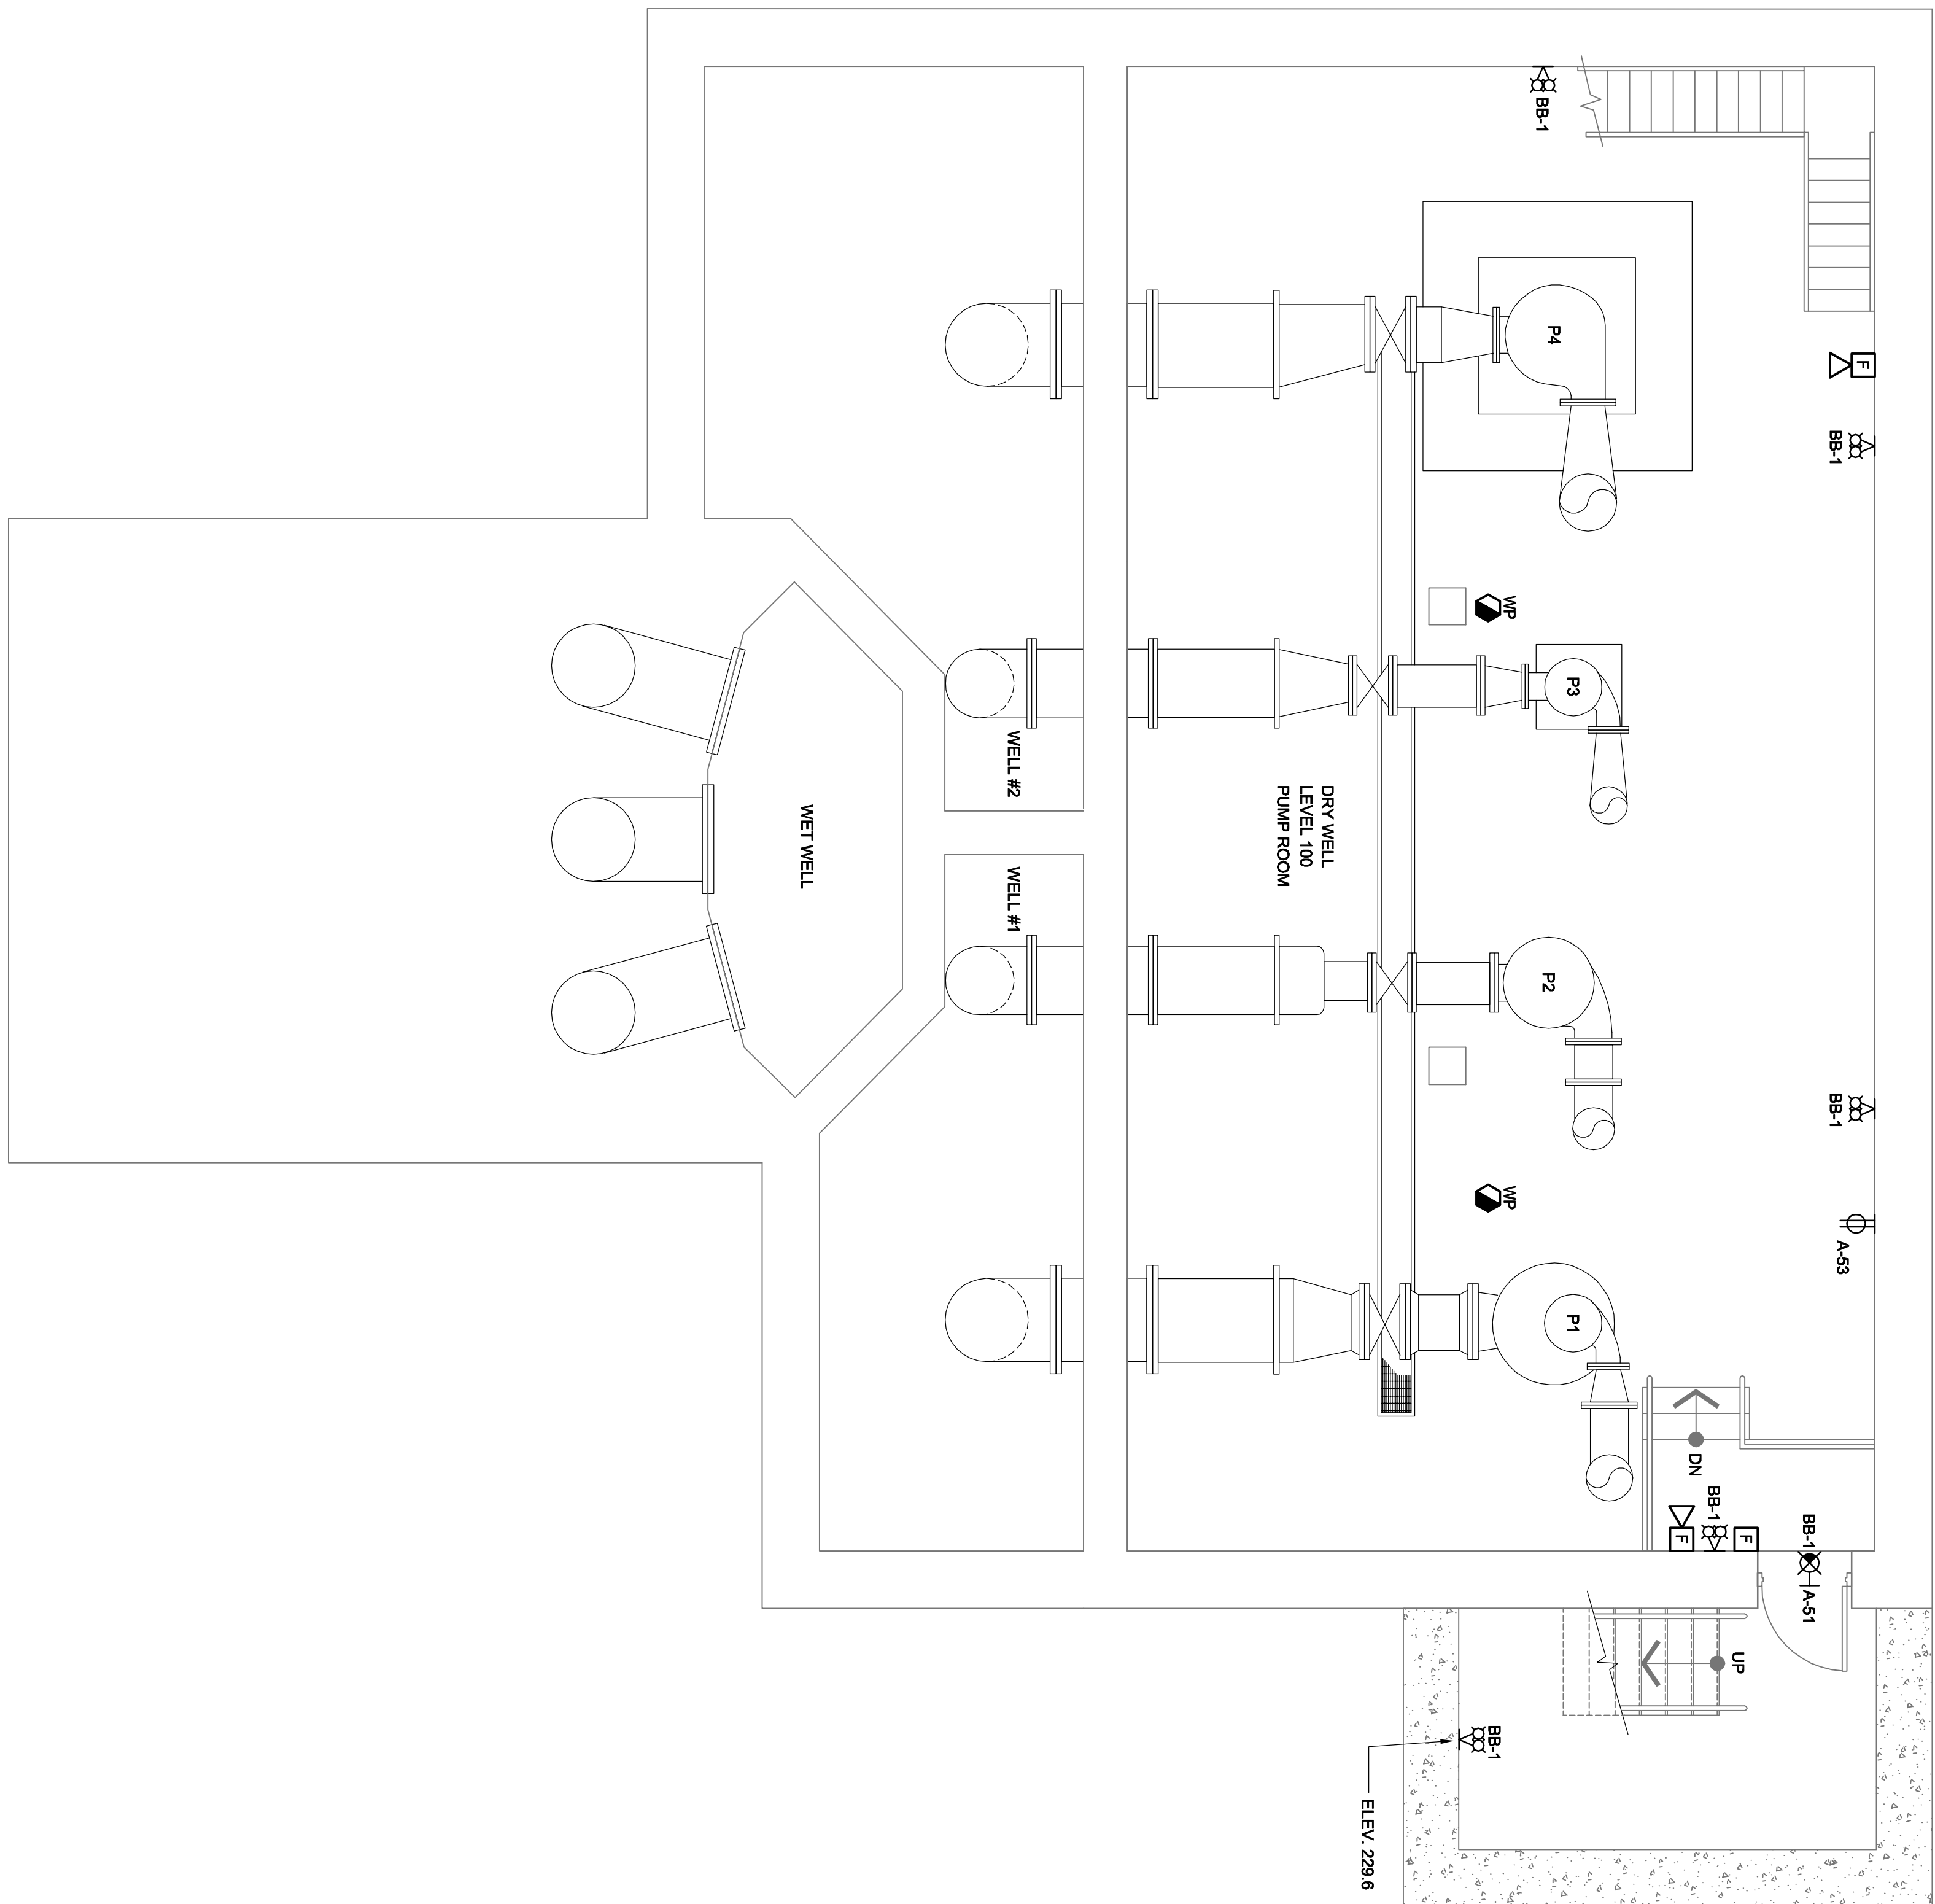 F
BB-1
BB-1
A-53
BB-1
A-51
F
UP
BB-1
DN
F
P4
P3
P2
P1
BB-1
WP
WP
BB-1
ELEV. 229.6
DRY WELL
LEVEL 100
PUMP ROOM
WELL #2
WELL #1
WET WELL